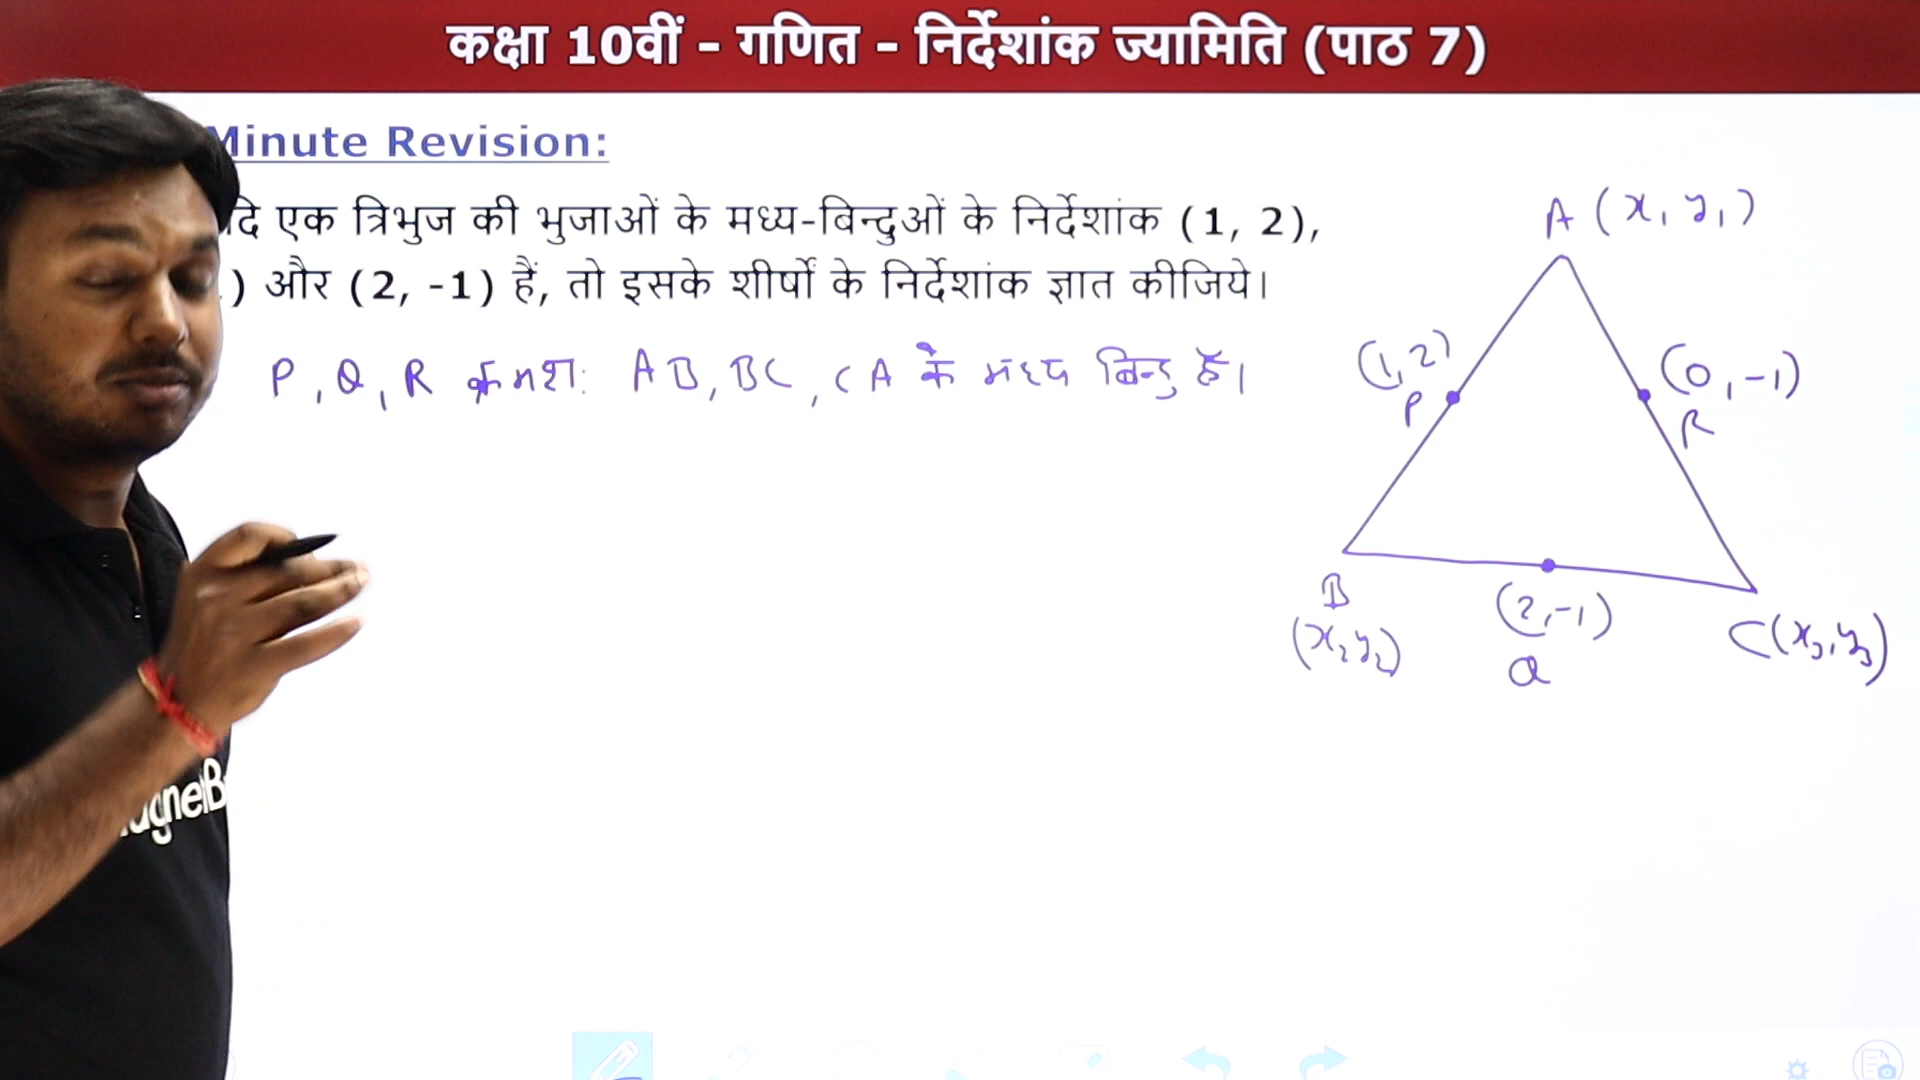 कक्षा 10वीं - गणित - निर्देशांक ज्यामिति (पाठ 7)
Minute Revision:
एक त्रिभुज की भुजाओं के मध्य-बिन्दुओं के निर्देशांक (1, 2),
) और (2, -1) हैं, तो इसके शीर्षों के निर्देशांक ज्ञात कीजिये।
P, Q, R क्रमशः AB, BC, CA के मध्य बिन्दु हैं।
A (x₁ y₁)
(1,2)
P
(0,-1)
R
B
(x₂ y₂)
(2,-1)
Q
C(x₃, y₃)